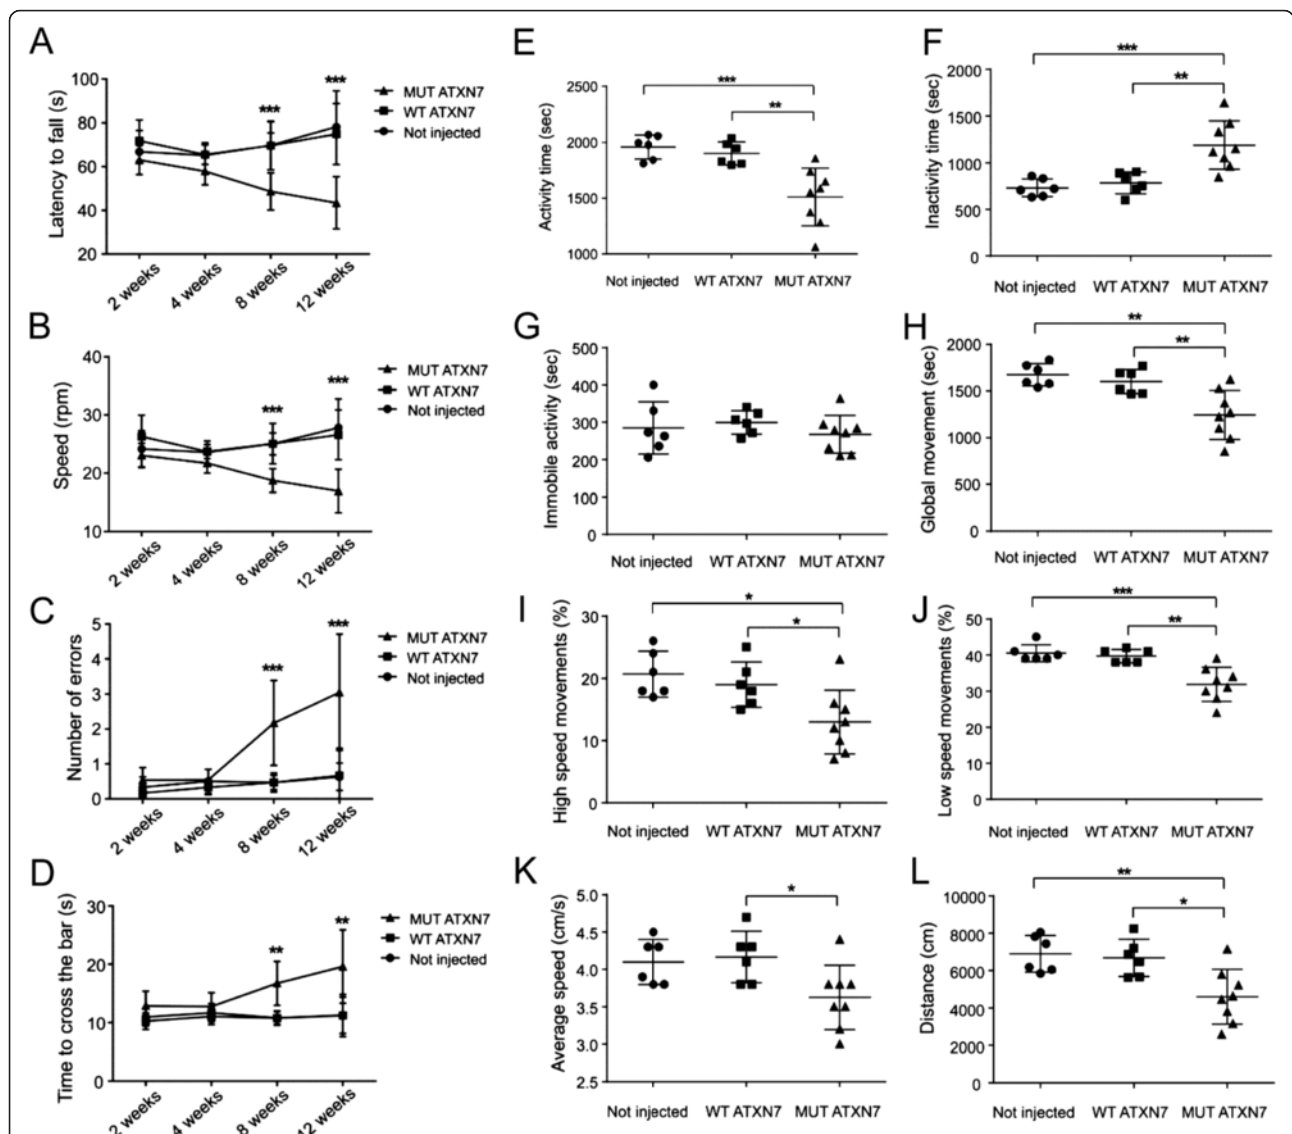 A
Latency to fall (s)
100
80
60
40
20
*** ***
MUT ATXN7
WT ATXN7
Not injected
2 weeks 4 weeks 8 weeks 12 weeks
E
Activity time (sec)
2500
2000
1500
1000
***
**
Not injected WT ATXN7 MUT ATXN7
F
Inactivity time (sec)
2000
1500
1000
500
0
***
**
Not injected WT ATXN7 MUT ATXN7
B
Speed (rpm)
40
30
20
10
*** ***
MUT ATXN7
WT ATXN7
Not injected
2 weeks 4 weeks 8 weeks 12 weeks
G
Immobile activity (sec)
500
400
300
200
100
0
Not injected WT ATXN7 MUT ATXN7
H
Global movement (sec)
2000
1500
1000
500
0
**
**
Not injected WT ATXN7 MUT ATXN7
C
Number of errors
5
4
3
2
1
0
*** ***
MUT ATXN7
WT ATXN7
Not injected
2 weeks 4 weeks 8 weeks 12 weeks
I
High speed movements (%)
30
20
10
0
*
*
Not injected WT ATXN7 MUT ATXN7
J
Low speed movements (%)
50
40
30
20
10
0
***
**
Not injected WT ATXN7 MUT ATXN7
D
Time to cross the bar (s)
30
20
10
0
** **
MUT ATXN7
WT ATXN7
Not injected
2 weeks 4 weeks 8 weeks 12 weeks
K
Average speed (cm/s)
5.0
4.5
4.0
3.5
3.0
2.5
*
Not injected WT ATXN7 MUT ATXN7
L
Distance (cm)
10000
8000
6000
4000
2000
0
**
*
Not injected WT ATXN7 MUT ATXN7